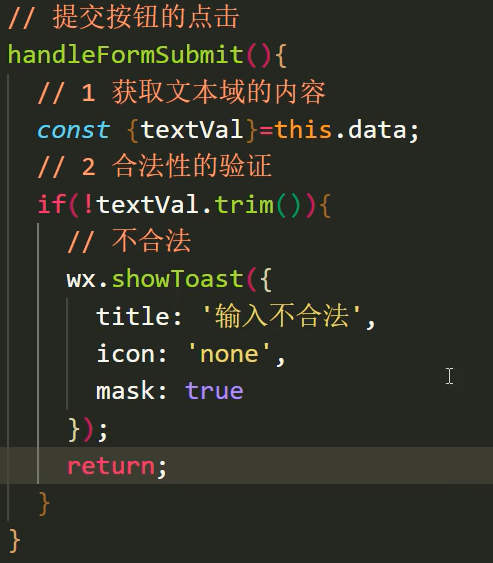 // 提交按钮的点击
handleFormSubmit(){
// 1 获取文本域的内容
const {textVal}=this.data;
// 2 合法性的验证
if(!textVal.trim()){
// 不合法
wx.showToast({
title: '输入不合法',
icon: 'none',
mask: true
});
return;
}
}